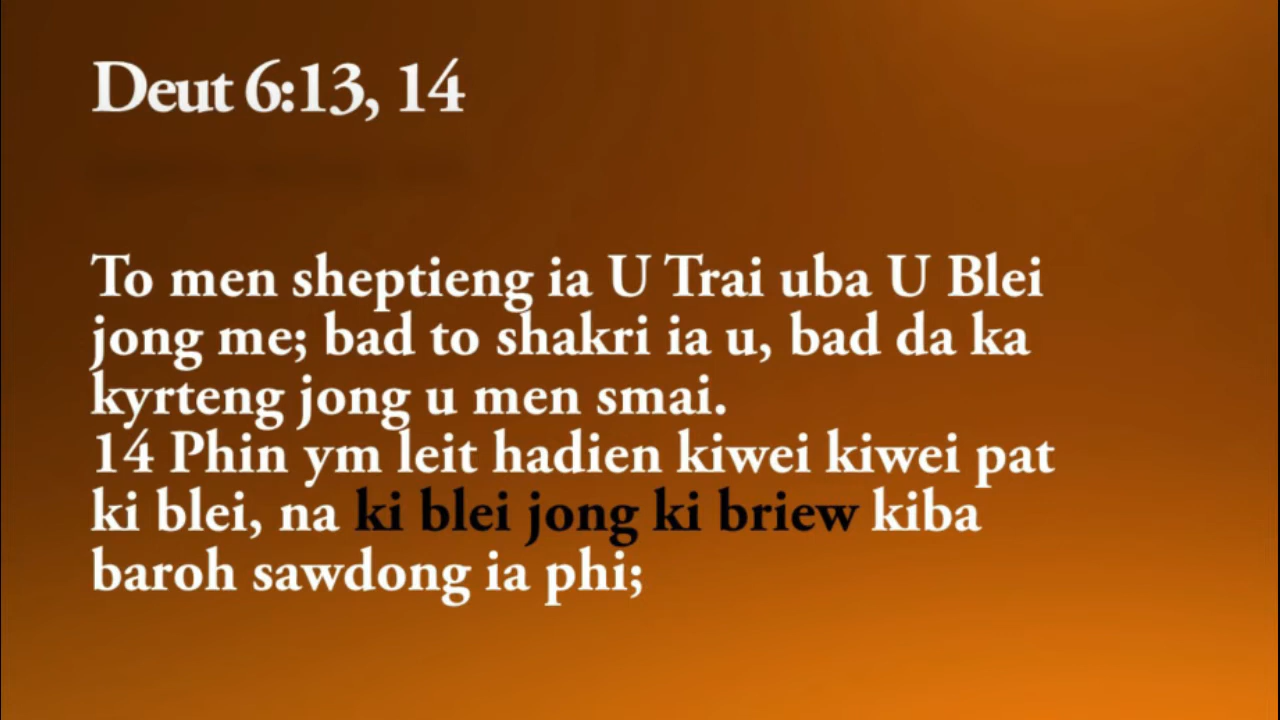 Deut 6:13, 14
To men sheptieng ia U Trai uba U Blei
jong me; bad to shakri ia u, bad da ka
kyrteng jong u men smai.
14 Phin ym leit hadien kiwei kiwei pat
ki blei, na ki blei jong ki briew kiba
baroh sawdong ia phi;